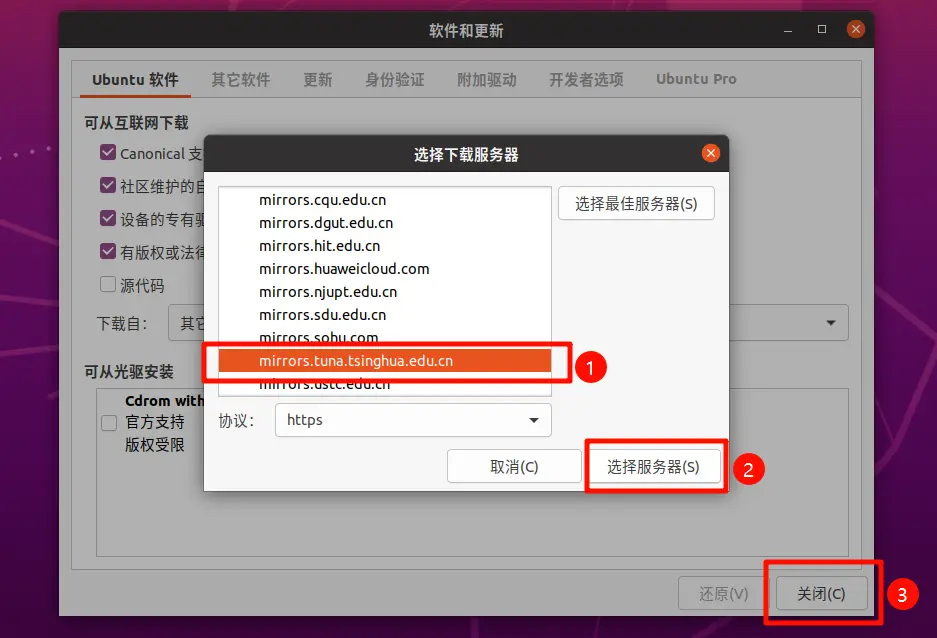 软件和更新
Ubuntu 软件 其它软件 更新 身份验证 附加驱动 开发者选项 Ubuntu Pro
可从互联网下载
Canonical 支
社区维护的自
设备的专有驱
有版权或法律
源代码
下载自： 其它
选择下载服务器
mirrors.cqu.edu.cn
mirrors.dgut.edu.cn
mirrors.hit.edu.cn
mirrors.huaweicloud.com
mirrors.njupt.edu.cn
mirrors.sdu.edu.cn
mirrors.sohu.com
mirrors.tuna.tsinghua.edu.cn
mirrors.ustc.edu.cn
1
选择最佳服务器(S)
协议： https
取消(C) 选择服务器(S)
2
可从光驱安装
Cdrom with
官方支持
版权受限
还原(V) 关闭(C)
3